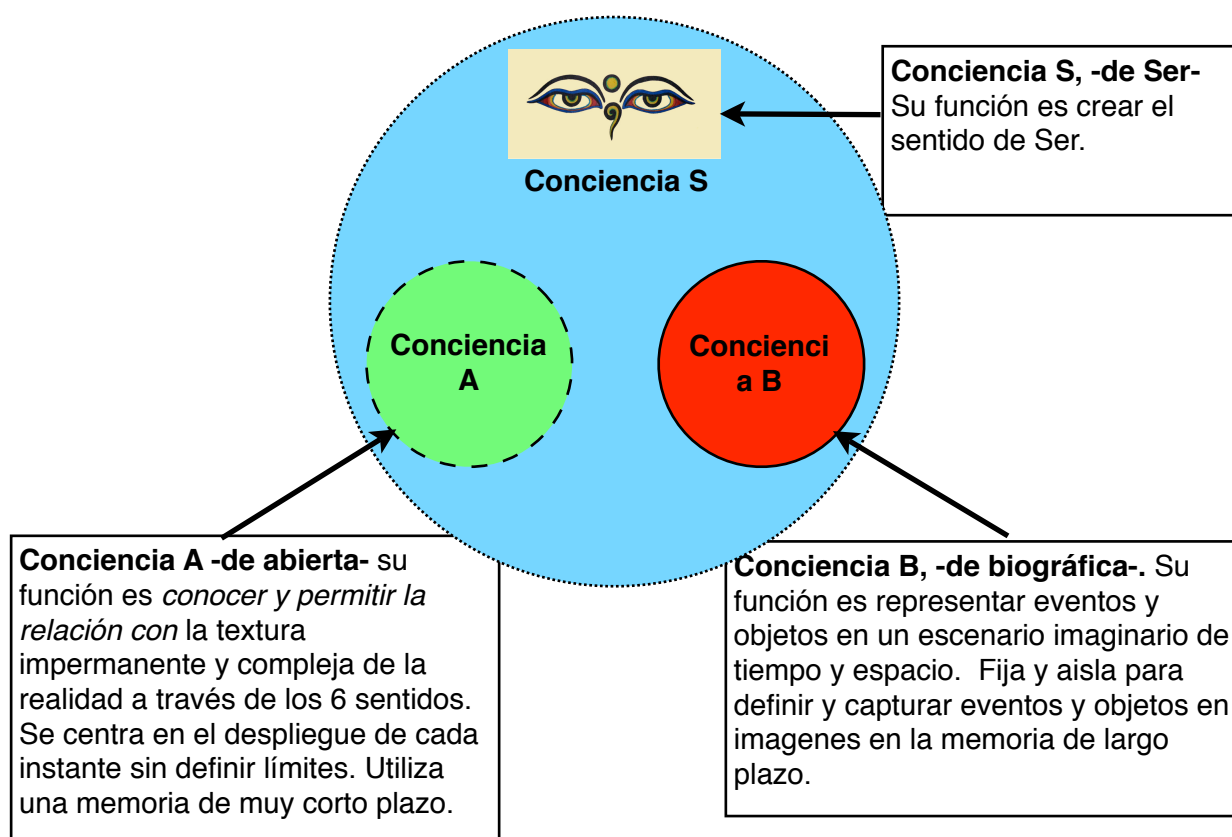 Conciencia S, -de Ser-
Su función es crear el
sentido de Ser.
Conciencia S
Conciencia
A
Concienci
a B
Conciencia A -de abierta- su
función es conocer y permitir la
relación con la textura
impermanente y compleja de la
realidad a través de los 6 sentidos.
Se centra en el despliegue de cada
instante sin definir límites. Utiliza
una memoria de muy corto plazo.
Conciencia B, -de biográfica-. Su
función es representar eventos y
objetos en un escenario imaginario de
tiempo y espacio.  Fija y aisla para
definir y capturar eventos y objetos en
imagenes en la memoria de largo
plazo.